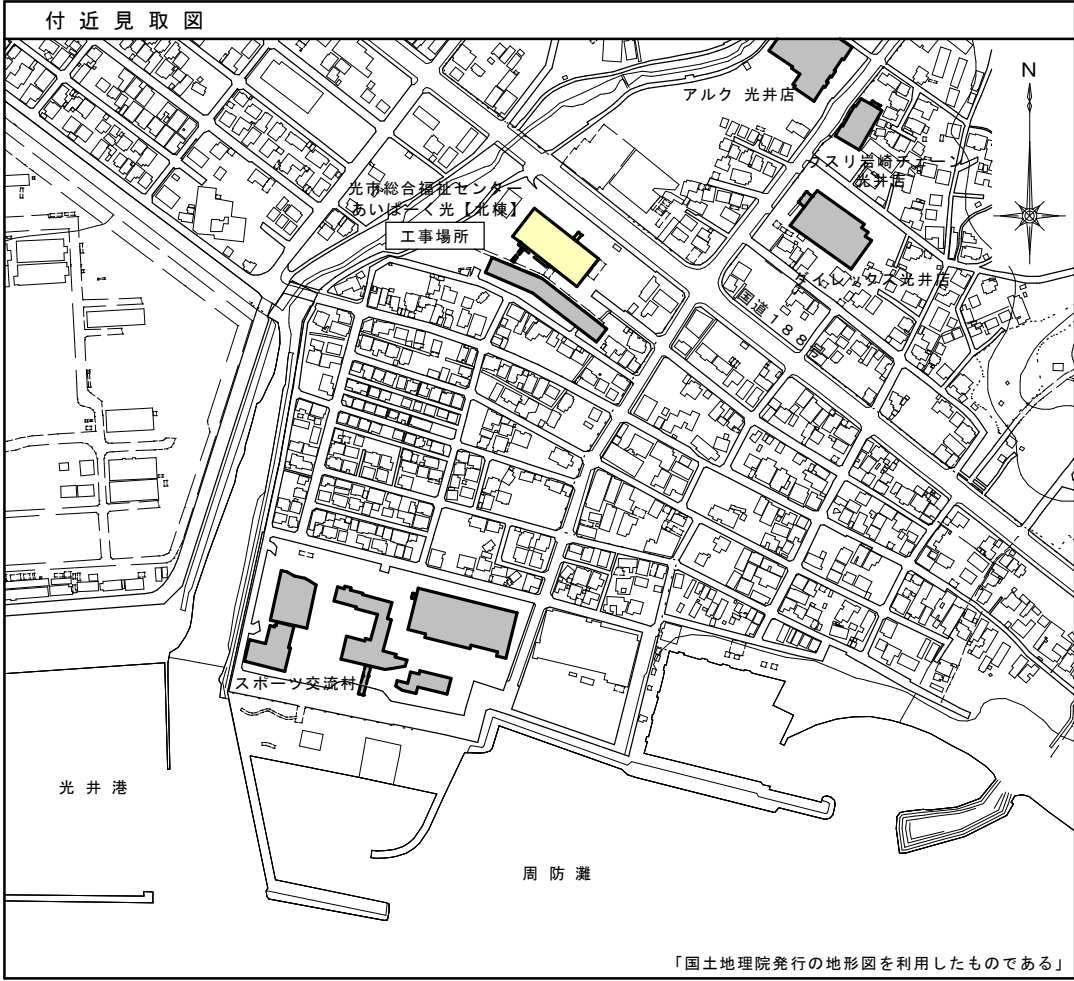 付近見取図
N
アルク 光井店
クスリ岩崎チェーン
光井店
光市総合福祉センター
あいぱーく光【北棟】
工事場所
ダイレックス光井店
国道188
スポーツ交流村
光井港
周防灘
「国土地理院発行の地形図を利用したものである」